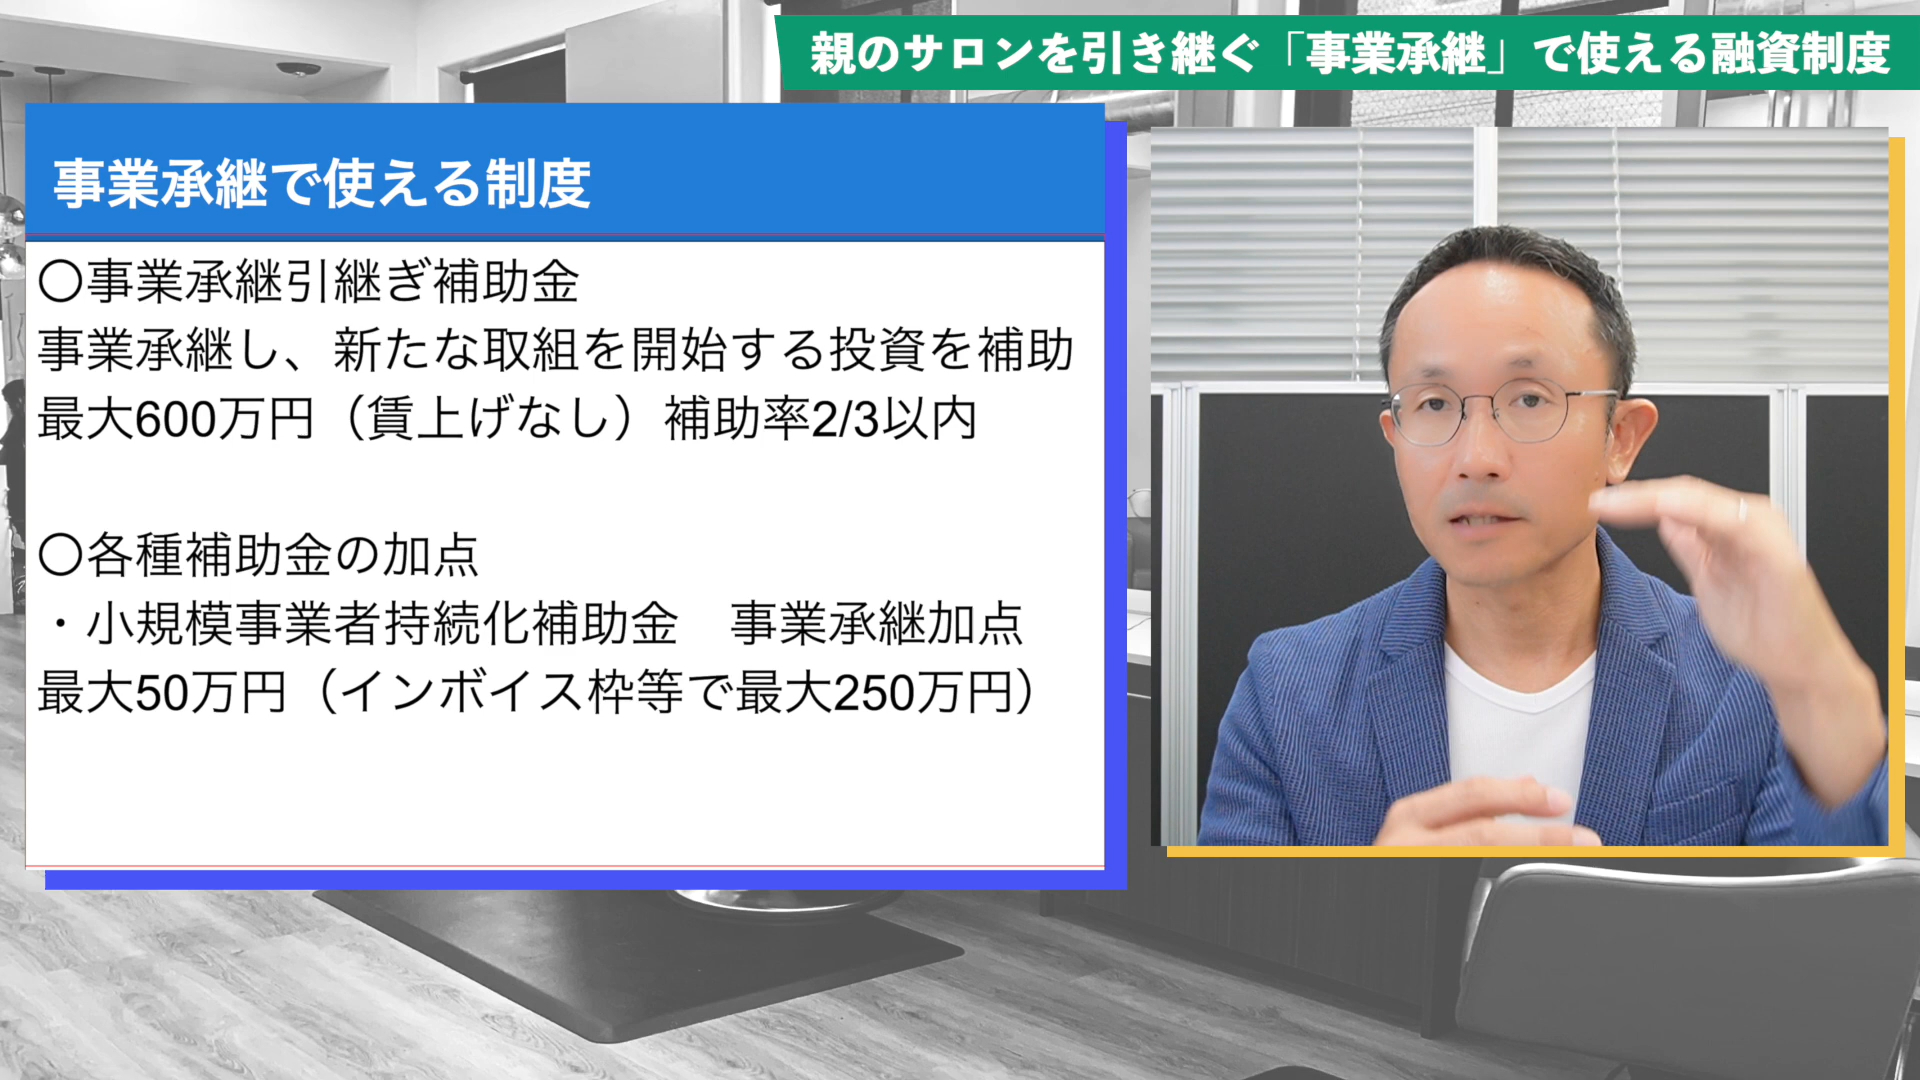 親のサロンを引き継ぐ「事業承継」で使える融資制度
事業承継で使える制度
〇事業承継引継ぎ補助金
事業承継し、新たな取組を開始する投資を補助
最大600万円（賃上げなし）補助率2/3以内
〇各種補助金の加点
・小規模事業者持続化補助金　事業承継加点
最大50万円（インボイス枠等で最大250万円）